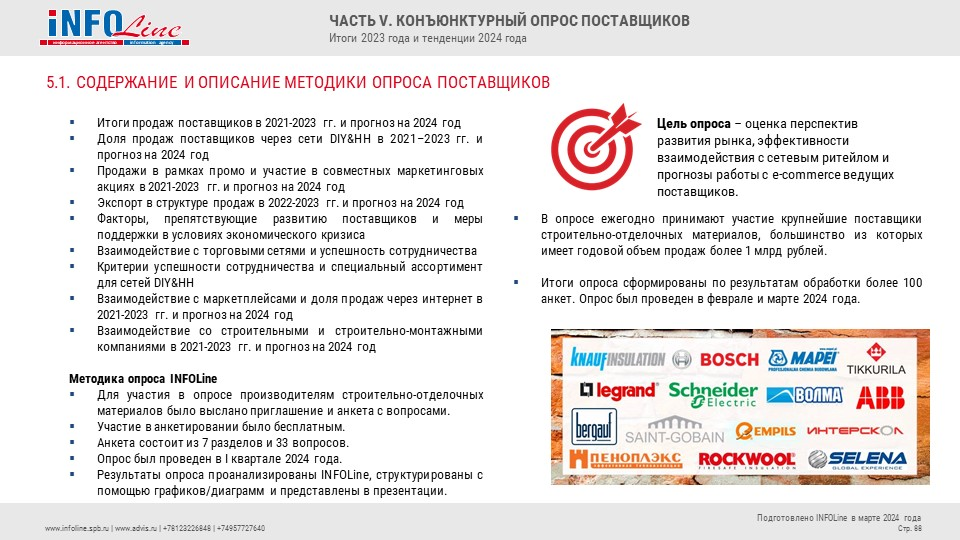 iNFOLine
информационное агентство information agency
ЧАСТЬ V. КОНЪЮНКТУРНЫЙ ОПРОС ПОСТАВЩИКОВ
Итоги 2023 года и тенденции 2024 года
5.1. СОДЕРЖАНИЕ И ОПИСАНИЕ МЕТОДИКИ ОПРОСА ПОСТАВЩИКОВ
▪ Итоги продаж поставщиков в 2021-2023 гг. и прогноз на 2024 год
▪ Доля продаж поставщиков через сети DIY&HH в 2021–2023 гг. и
прогноз на 2024 год
▪ Продажи в рамках промо и участие в совместных маркетинговых
акциях в 2021-2023 гг. и прогноз на 2024 год
▪ Экспорт в структуре продаж в 2022-2023 гг. и прогноз на 2024 год
▪ Факторы, препятствующие развитию поставщиков и меры
поддержки в условиях экономического кризиса
▪ Взаимодействие с торговыми сетями и успешность сотрудничества
▪ Критерии успешности сотрудничества и специальный ассортимент
для сетей DIY&HH
▪ Взаимодействие с маркетплейсами и доля продаж через интернет в
2021-2023 гг. и прогноз на 2024 год
▪ Взаимодействие со строительными и строительно-монтажными
компаниями в 2021-2023 гг. и прогноз на 2024 год
Методика опроса INFOLine
▪ Для участия в опросе производителям строительно-отделочных
материалов было выслано приглашение и анкета с вопросами.
▪ Участие в анкетировании было бесплатным.
▪ Анкета состоит из 7 разделов и 33 вопросов.
▪ Опрос был проведен в I квартале 2024 года.
▪ Результаты опроса проанализированы INFOLine, структурированы с
помощью графиков/диаграмм и представлены в презентации.
Цель опроса – оценка перспектив
развития рынка, эффективности
взаимодействия с сетевым ритейлом и
прогнозы работы с e-commerce ведущих
поставщиков.
▪ В опросе ежегодно принимают участие крупнейшие поставщики
строительно-отделочных материалов, большинство из которых
имеет годовой объем продаж более 1 млрд рублей.
▪ Итоги опроса сформированы по результатам обработки более 100
анкет. Опрос был проведен в феврале и марте 2024 года.
KNAUFINSULATION BOSCH MAPEI TIKKURILA
PROFESJONALNA CHEMIA BUDOWLANA
legrand Schneider Electric ВОЛМА ABB
bergauf SAINT-GOBAIN EMPILS ИНТЕРСКОЛ
ПЕНОПЛЭКС ROCKWOOL SELENA
ЭФФЕКТИВНАЯ ТЕПЛОИЗОЛЯЦИЯ FIRESAFE INSULATION GLOBAL EXPERIENCE
Подготовлено INFOLine в марте 2024 года
www.infoline.spb.ru | www.advis.ru | +78123226848 | +74957727640
Стр. 88